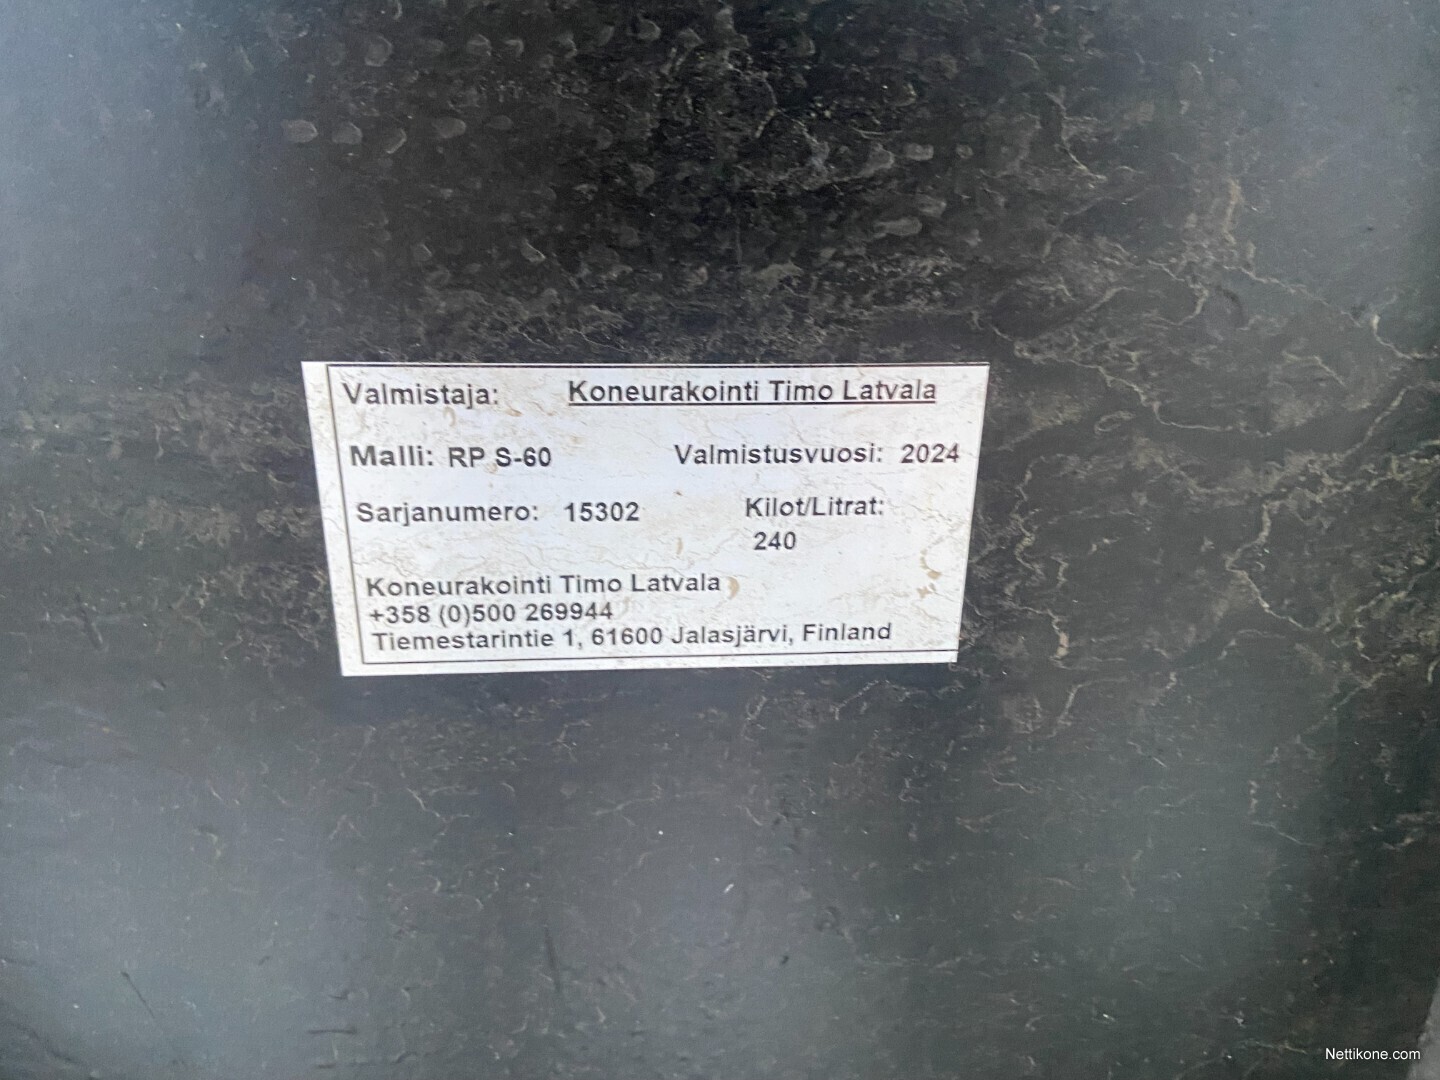 Valmistaja: Koneurakointi Timo Latvala
Malli: RP S-60 Valmistusvuosi: 2024
Sarjanumero: 15302 Kilot/Litrat:
240
Koneurakointi Timo Latvala
+358 (0)500 269944
Tiemestarintie 1, 61600 Jalasjärvi, Finland
Nettikone.com